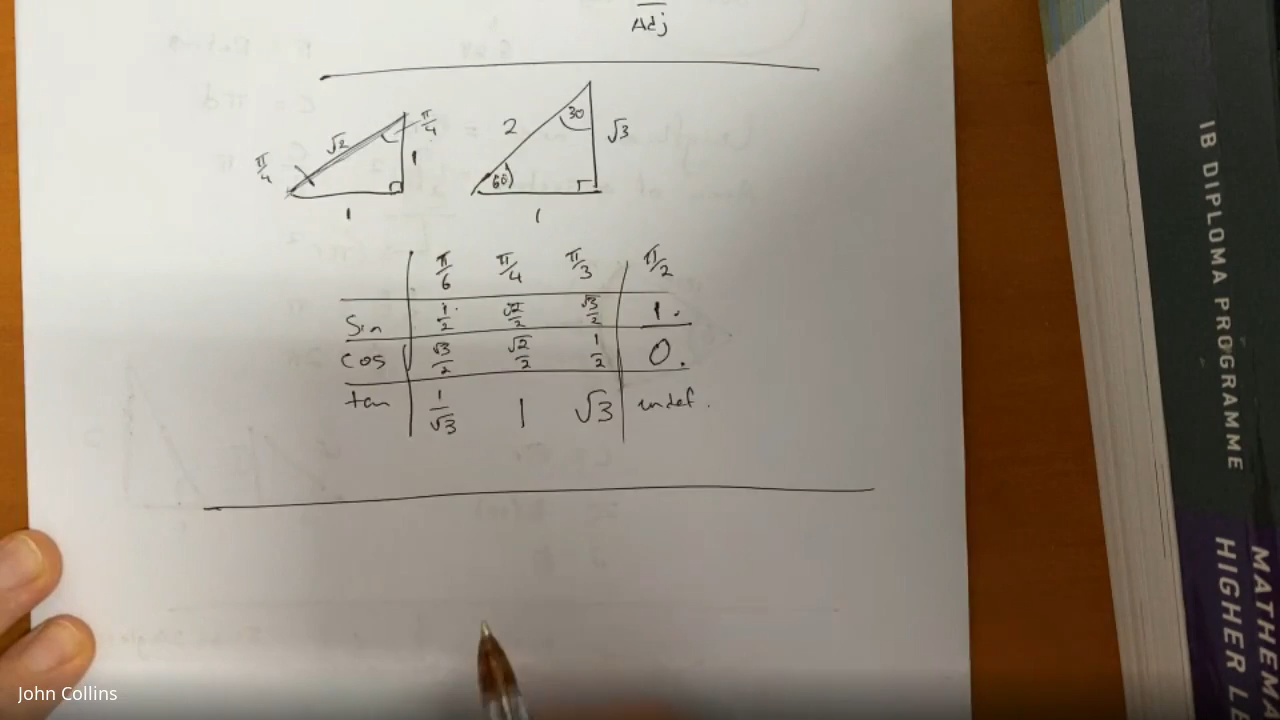 Adj
π/4
√2
π/4
1
1
2
30
√3
60
1
π/6 π/4 π/3 π/2
Sin 1/2 √2/2 √3/2 1.
cos √3/2 √2/2 1/2 0.
tan 1/√3 1 √3 undef.
IB DIPLOMA PROGRAMME
MATHEMA
HIGHER LE
John Collins